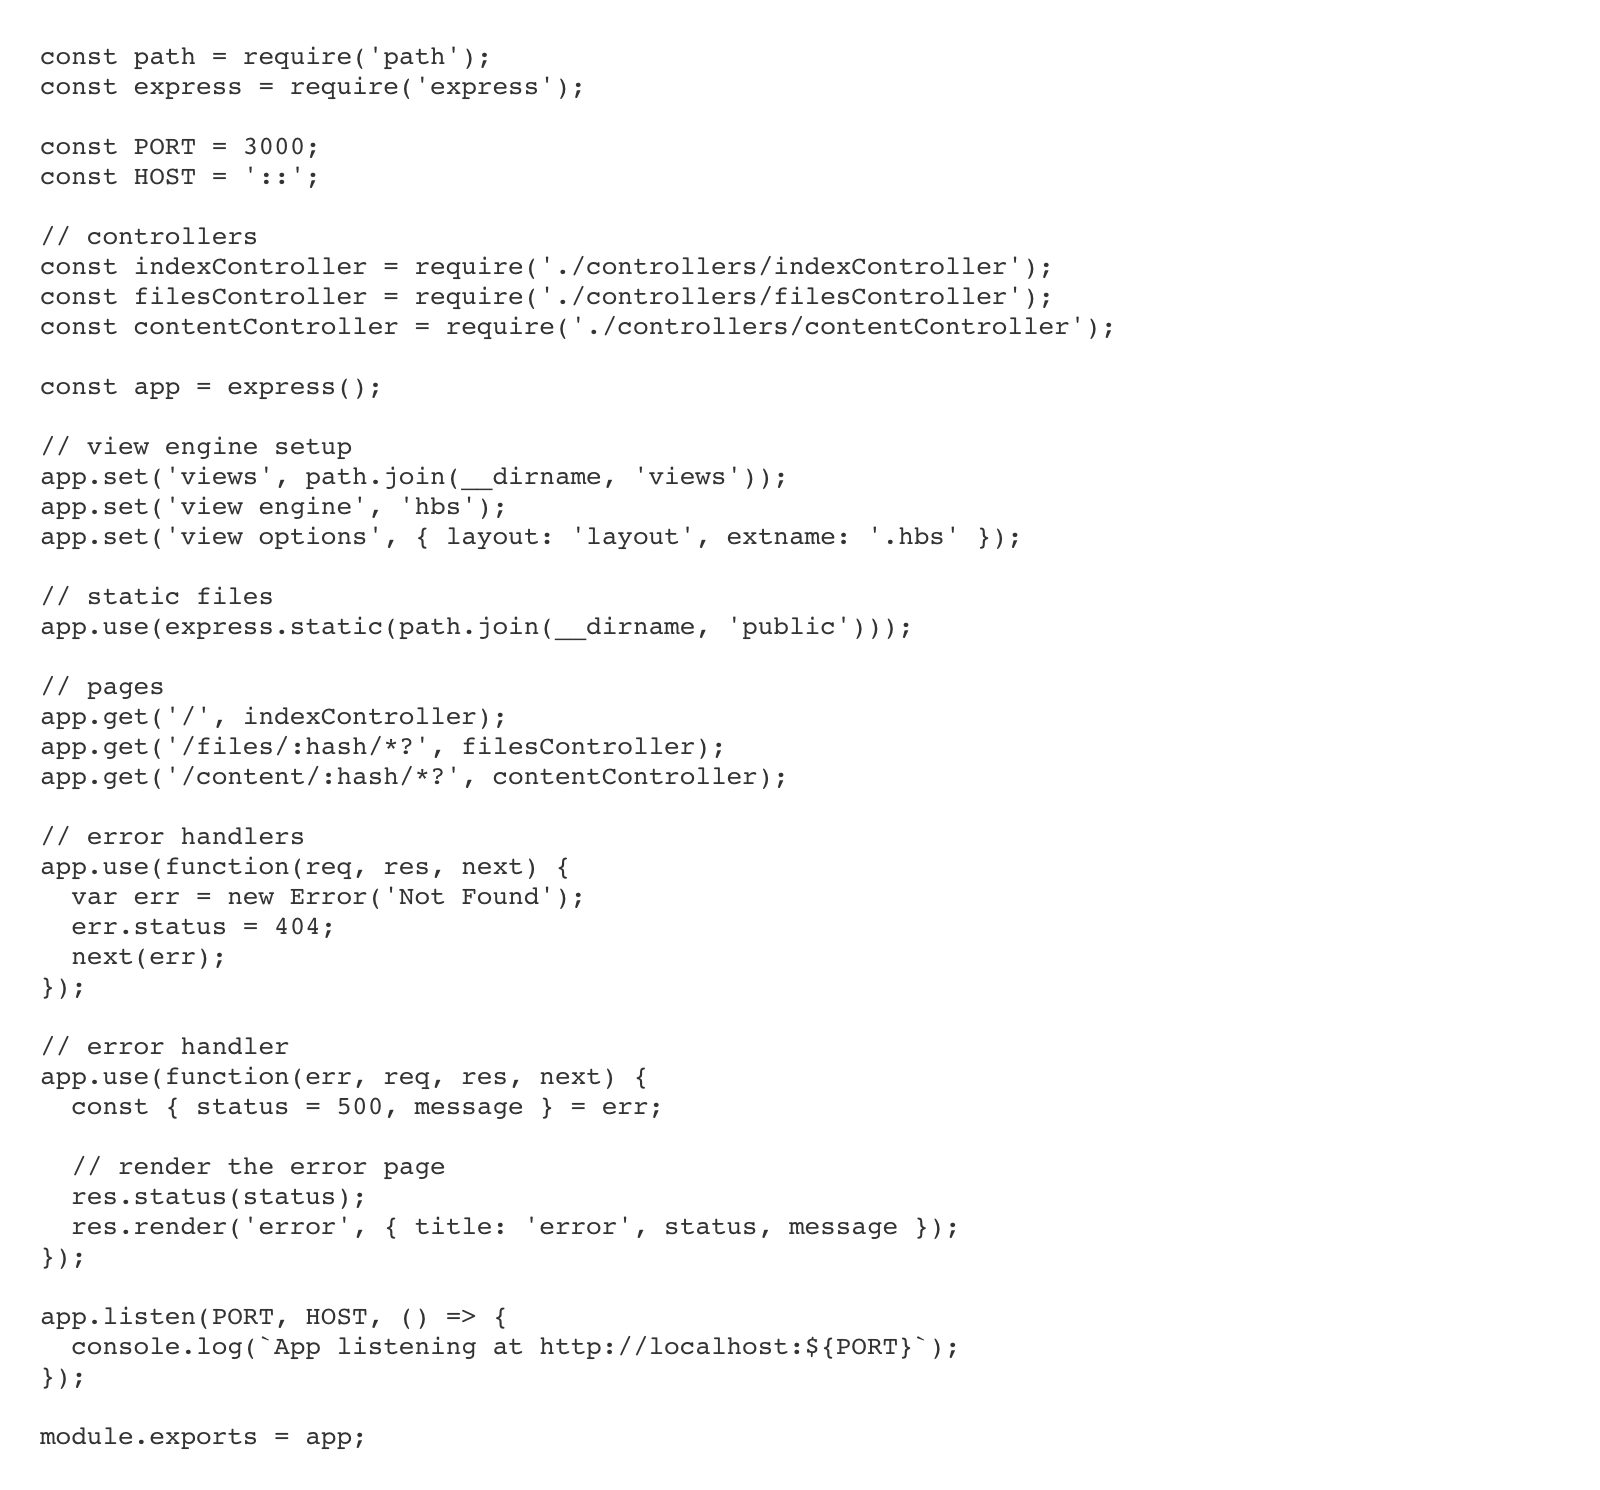 const path = require('path');
const express = require('express');

const PORT = 3000;
const HOST = '::';

// controllers
const indexController = require('./controllers/indexController');
const filesController = require('./controllers/filesController');
const contentController = require('./controllers/contentController');

const app = express();

// view engine setup
app.set('views', path.join(__dirname, 'views'));
app.set('view engine', 'hbs');
app.set('view options', { layout: 'layout', extname: '.hbs' });

// static files
app.use(express.static(path.join(__dirname, 'public')));

// pages
app.get('/', indexController);
app.get('/files/:hash/*?', filesController);
app.get('/content/:hash/*?', contentController);

// error handlers
app.use(function(req, res, next) {
  var err = new Error('Not Found');
  err.status = 404;
  next(err);
});

// error handler
app.use(function(err, req, res, next) {
  const { status = 500, message } = err;

  // render the error page
  res.status(status);
  res.render('error', { title: 'error', status, message });
});

app.listen(PORT, HOST, () => {
  console.log(`App listening at http://localhost:${PORT}`);
});

module.exports = app;